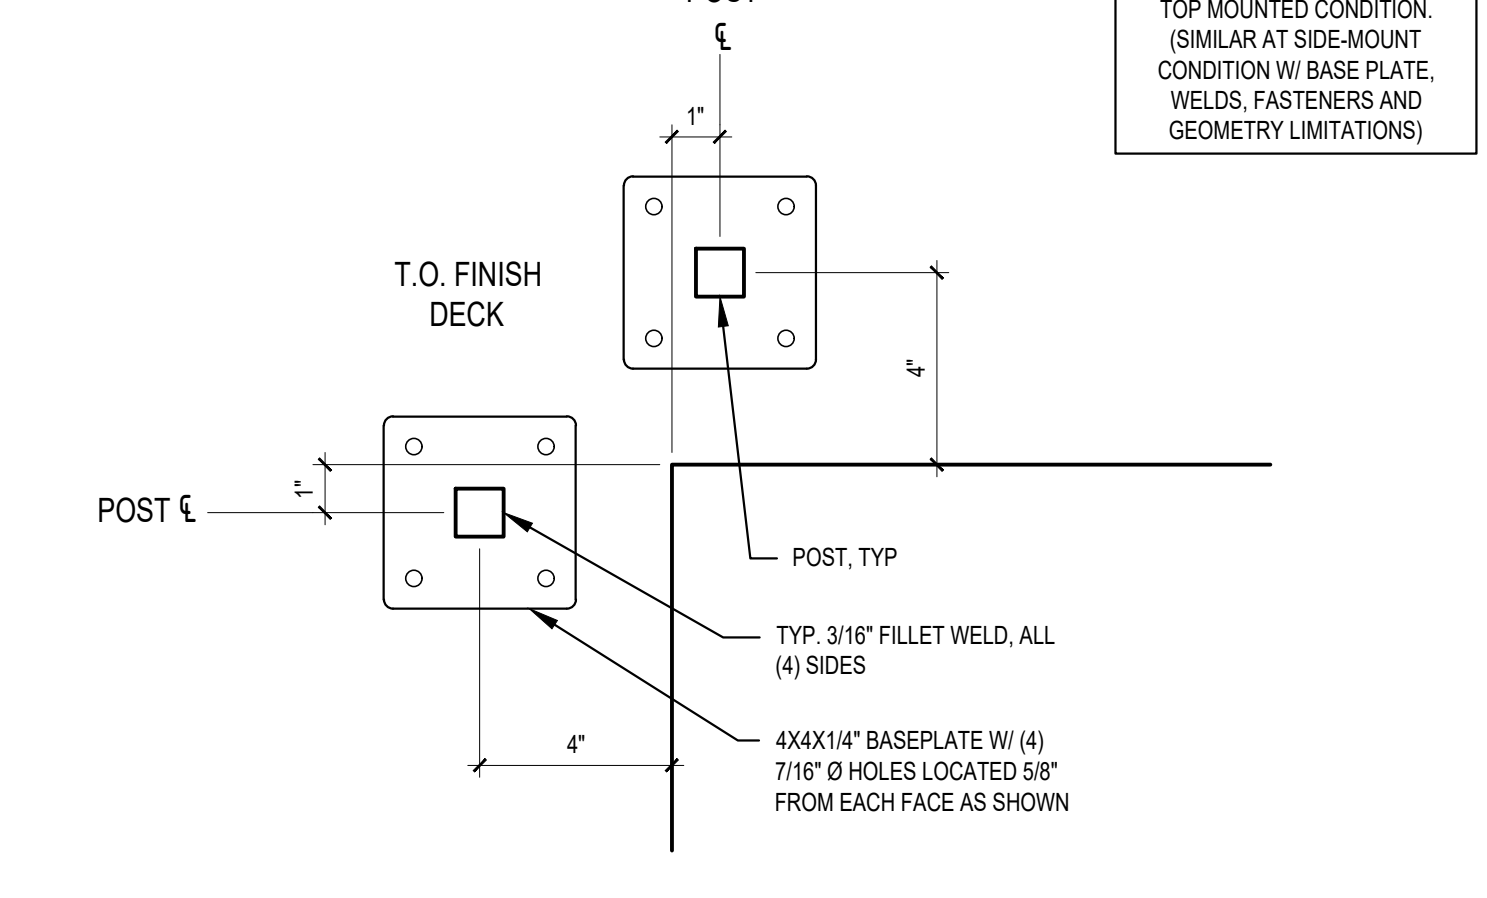 POST
℄
TOP MOUNTED CONDITION.
(SIMILAR AT SIDE-MOUNT
CONDITION W/ BASE PLATE,
WELDS, FASTENERS AND
GEOMETRY LIMITATIONS)
1"
T.O. FINISH
DECK
4"
1"
POST ℄
POST, TYP
TYP. 3/16" FILLET WELD, ALL
(4) SIDES
4"
4X4X1/4" BASEPLATE W/ (4)
7/16" Ø HOLES LOCATED 5/8"
FROM EACH FACE AS SHOWN